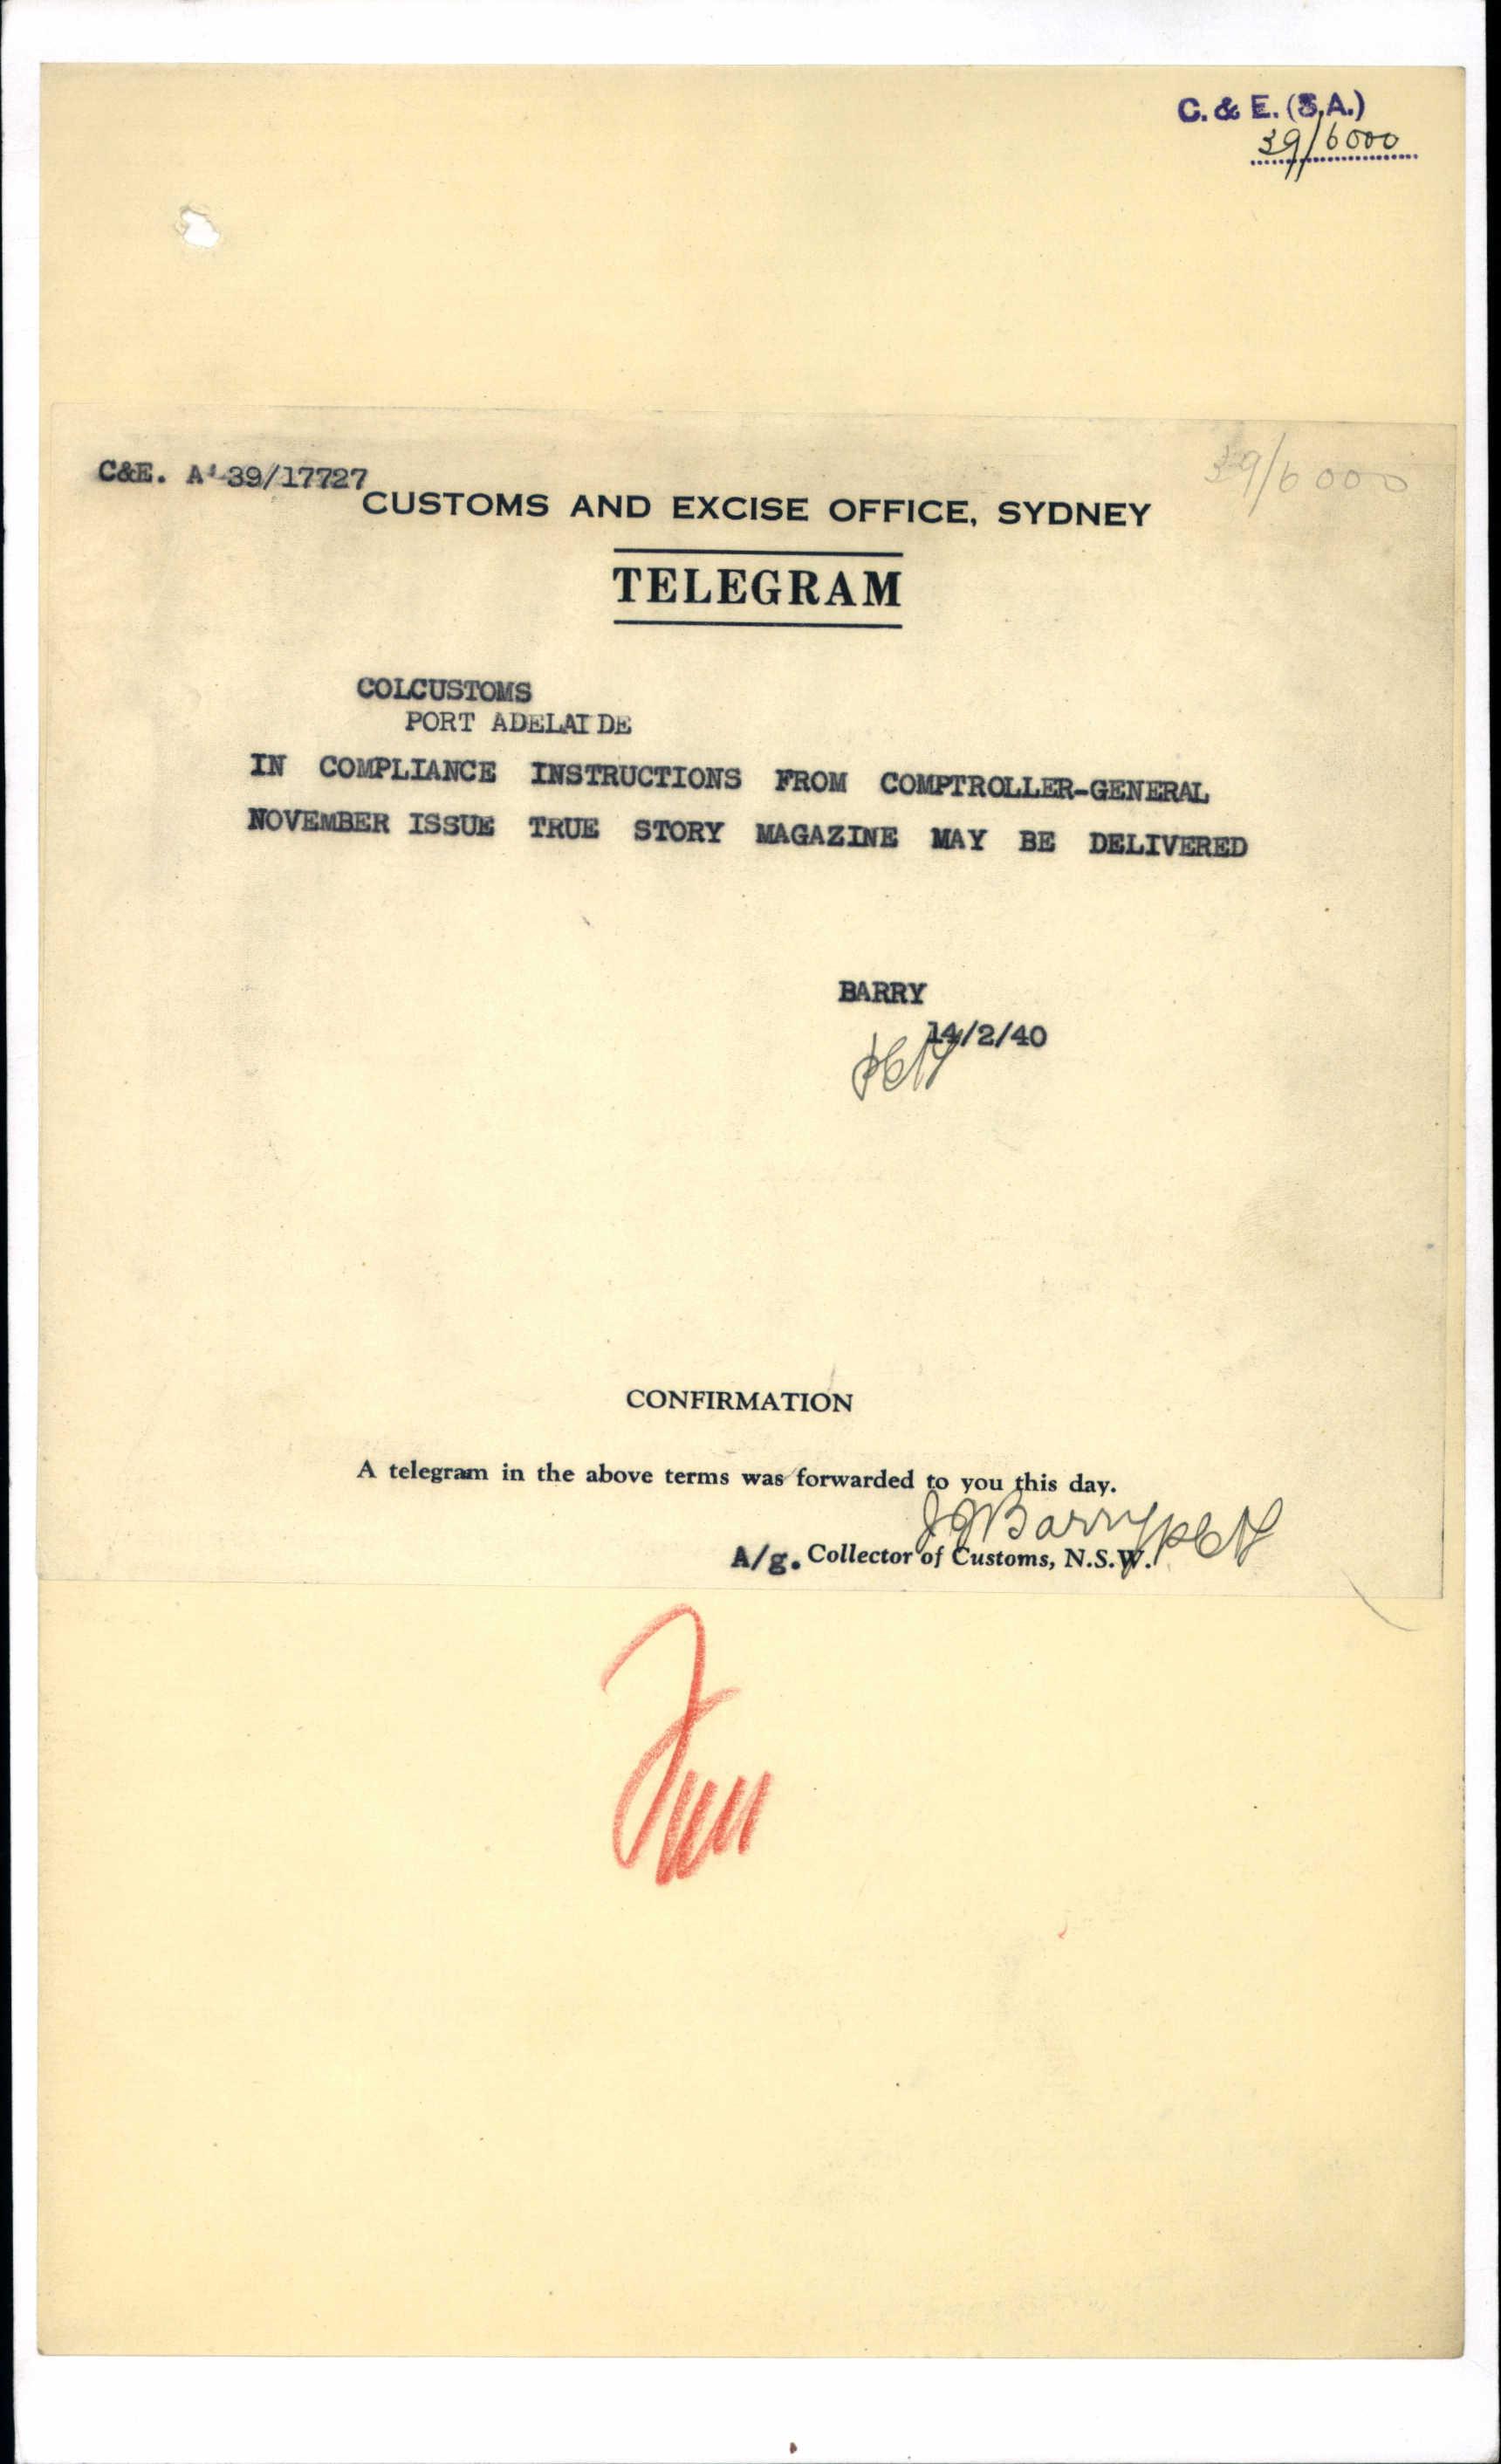 C. & E. (S.A.)
39/6000
C&E. A 39/17727
39/6000
CUSTOMS AND EXCISE OFFICE, SYDNEY
TELEGRAM
COLCUSTOMS
PORT ADELAIDE
IN COMPLIANCE INSTRUCTIONS FROM COMPTROLLER-GENERAL
NOVEMBER ISSUE TRUE STORY MAGAZINE MAY BE DELIVERED
BARRY
14/2/40
CONFIRMATION
A telegram in the above terms was forwarded to you this day.
JJBarry
A/g. Collector of Customs, N.S.W.